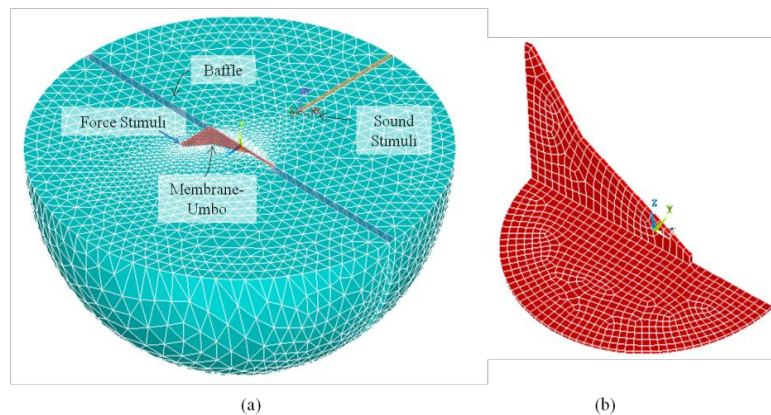 Baffle
Force Stimuli
Sound
Stimuli
Membrane-
Umbo
Z
Y
(a)
(b)